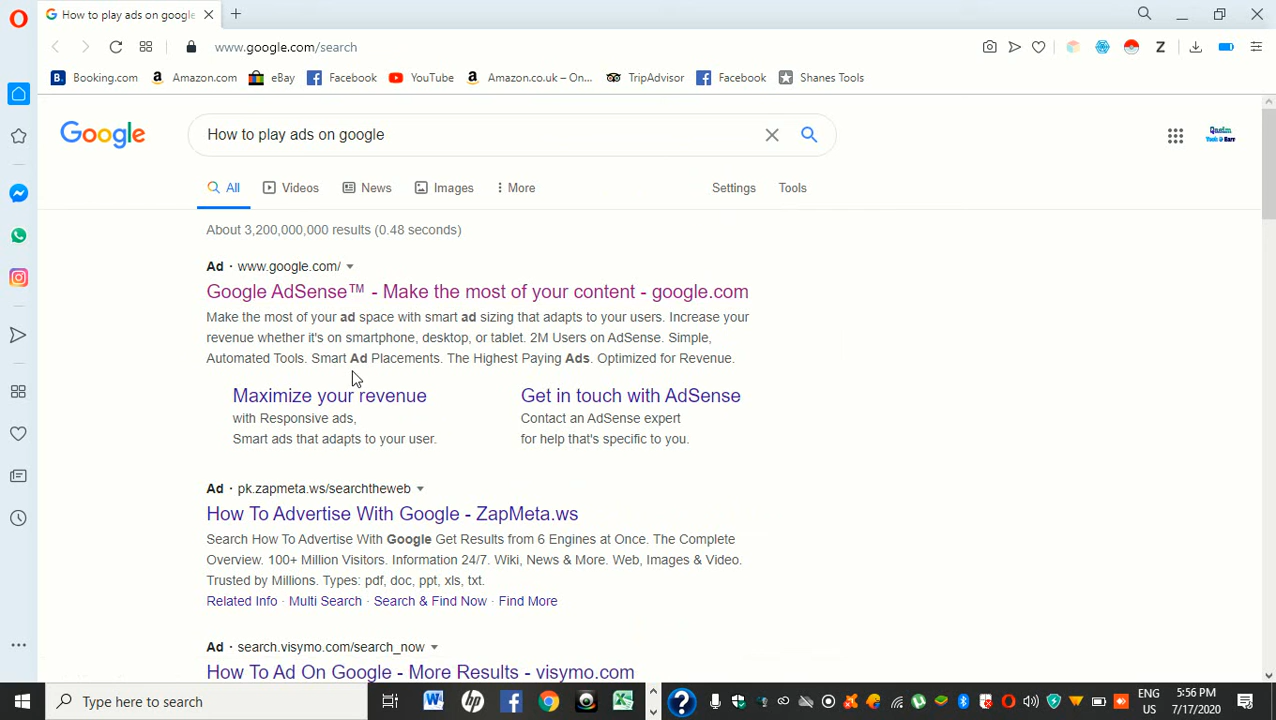 How to play ads on google
www.google.com/search
Booking.com Amazon.com eBay Facebook YouTube Amazon.co.uk – On... TripAdvisor Facebook Shanes Tools
Google How to play ads on google
All Videos News Images More Settings Tools
About 3,200,000,000 results (0.48 seconds)
Ad · www.google.com/
Google AdSense™ - Make the most of your content - google.com
Make the most of your ad space with smart ad sizing that adapts to your users. Increase your
revenue whether it's on smartphone, desktop, or tablet. 2M Users on AdSense. Simple,
Automated Tools. Smart Ad Placements. The Highest Paying Ads. Optimized for Revenue.
Maximize your revenue
with Responsive ads,
Smart ads that adapts to your user.
Get in touch with AdSense
Contact an AdSense expert
for help that's specific to you.
Ad · pk.zapmeta.ws/searchtheweb
How To Advertise With Google - ZapMeta.ws
Search How To Advertise With Google Get Results from 6 Engines at Once. The Complete
Overview. 100+ Million Visitors. Information 24/7. Wiki, News & More. Web, Images & Video.
Trusted by Millions. Types: pdf, doc, ppt, xls, txt.
Related Info · Multi Search · Search & Find Now · Find More
Ad · search.visymo.com/search_now
How To Ad On Google - More Results - visymo.com
Type here to search
ENG
US
5:56 PM
7/17/2020